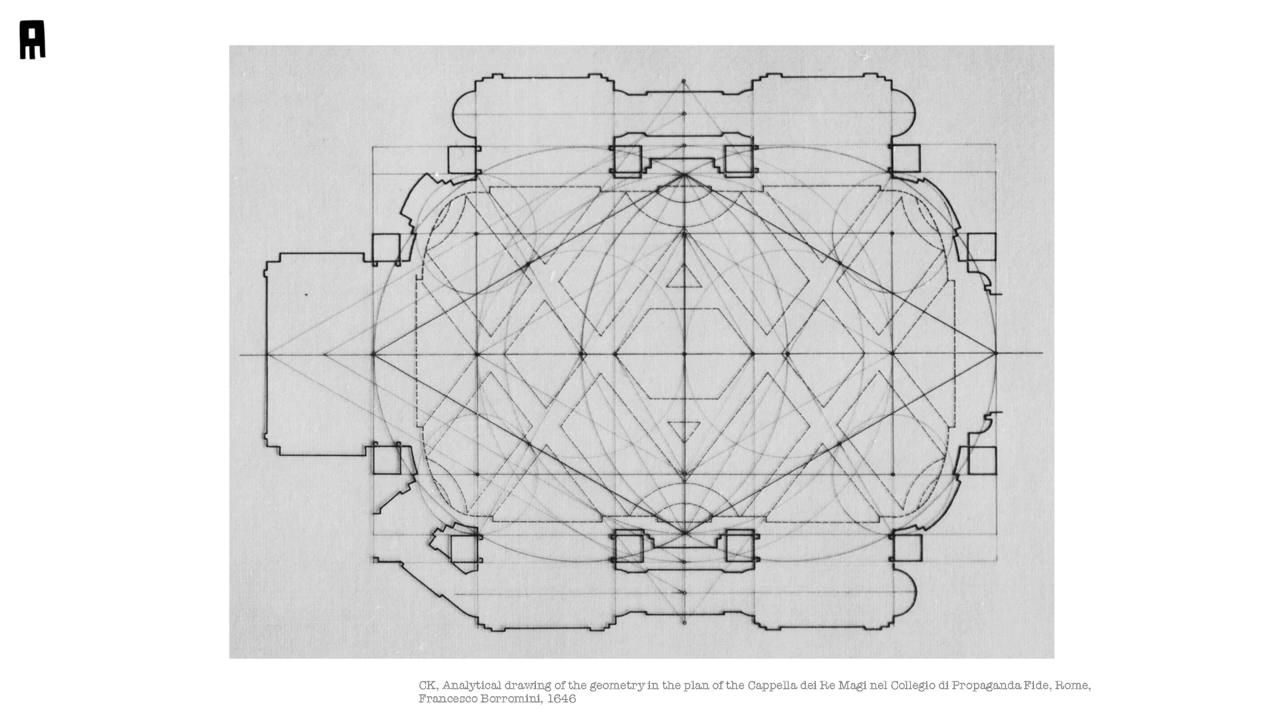 CK, Analytical drawing of the geometry in the plan of the Cappella dei Re Magi nel Collegio di Propaganda Fide, Rome,
Francesco Borromini, 1646